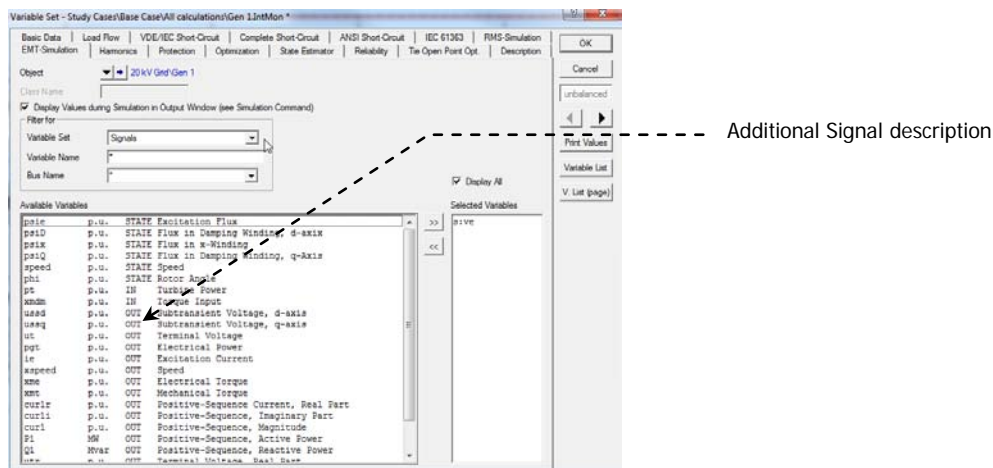 Variable Set - Study Cases\Base Case\All calculations\Gen 1.IntMon *
Basic Data | Load Flow | VDE/IEC Short-Circuit | Complete Short-Circuit | ANSI Short-Circuit | IEC 61363 | RMS-Simulation
EMT-Simulation | Harmonics | Protection | Optimization | State Estimator | Reliability | Tie Open Point Opt. | Description
OK
Object 20 kV Grid\Gen 1
Cancel
Class Name
unbalanced
Display Values during Simulation in Output Window (see Simulation Command)
Filter for
Variable Set Signals
Additional Signal description
Print Values
Variable Name *
Variable List
Bus Name *
Display All
V. List (page)
Available Variables
Selected Variables
psie p.u. STATE Excitation Flux
>>
s:ve
psiD p.u. STATE Flux in Damping Winding, d-axis
psix p.u. STATE Flux in x-Winding
<<
psiQ p.u. STATE Flux in Damping Winding, q-Axis
speed p.u. STATE Speed
phi p.u. STATE Rotor Angle
pt p.u. IN Turbine Power
xmdm p.u. IN Torque Input
ussd p.u. OUT Subtransient Voltage, d-axis
ussq p.u. OUT Subtransient Voltage, q-axis
ut p.u. OUT Terminal Voltage
pgt p.u. OUT Electrical Power
ie p.u. OUT Excitation Current
xspeed p.u. OUT Speed
xme p.u. OUT Electrical Torque
xmt p.u. OUT Mechanical Torque
cur1r p.u. OUT Positive-Sequence Current, Real Part
cur1i p.u. OUT Positive-Sequence, Imaginary Part
cur1 p.u. OUT Positive-Sequence, Magnitude
P1 MW OUT Positive-Sequence, Active Power
Q1 Mvar OUT Positive-Sequence, Reactive Power
utr p.u. OUT Terminal Voltage, Real Part